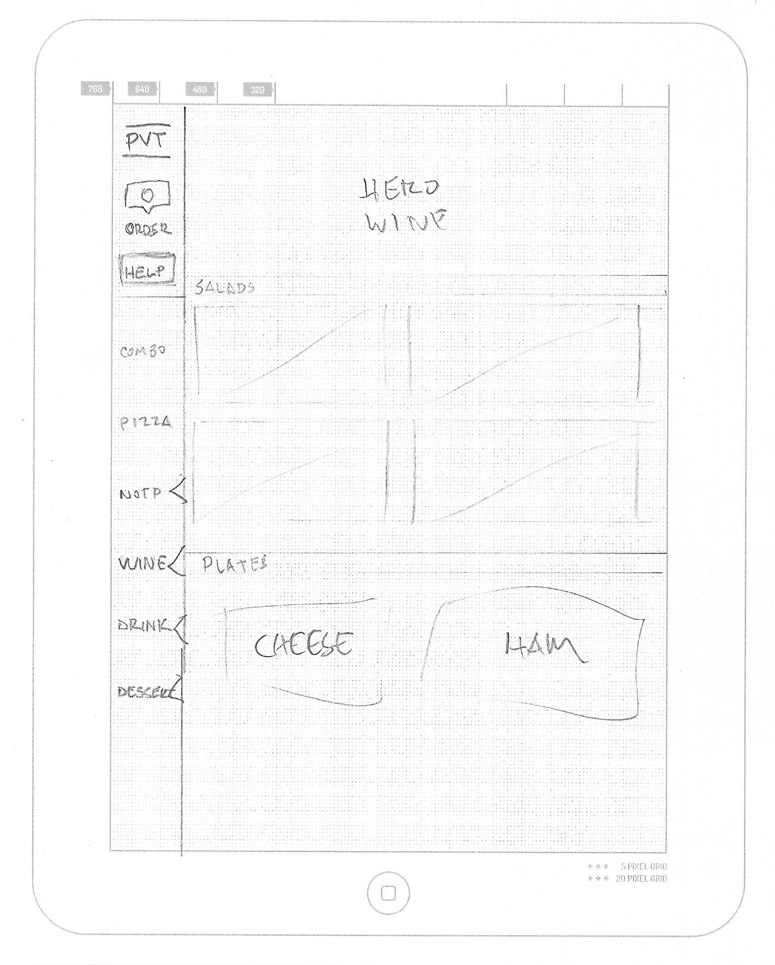 768 640 480 320
PVT
0
ORDER
HELP
HERO
WINE
SALADS
COMBO
PIZZA
NOTP
WINE
PLATES
DRINK
CHEESE
HAM
DESSERT
5 PIXEL GRID
20 PIXEL GRID